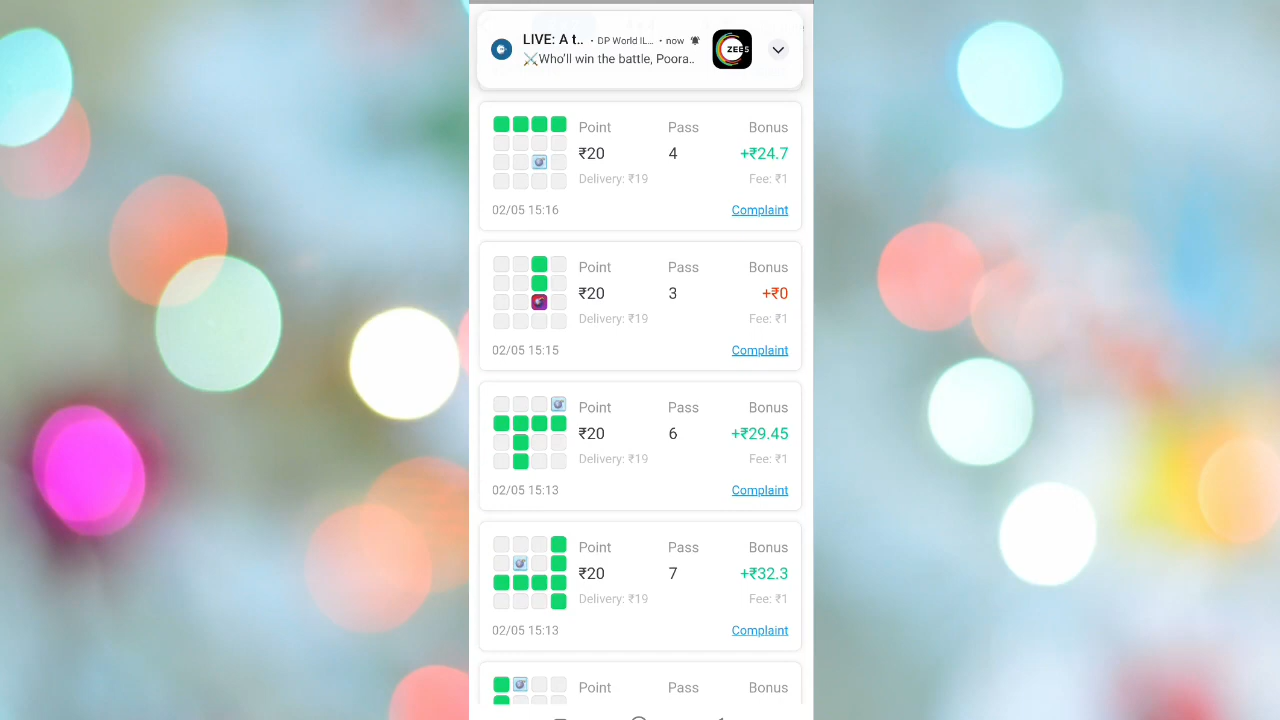 LIVE: A t.. · DP World IL... · now
⚔Who'll win the battle, Poora..
ZEE5
Point Pass Bonus
₹20 4 +₹24.7
Delivery: ₹19 Fee: ₹1
02/05 15:16 Complaint
Point Pass Bonus
₹20 3 +₹0
Delivery: ₹19 Fee: ₹1
02/05 15:15 Complaint
Point Pass Bonus
₹20 6 +₹29.45
Delivery: ₹19 Fee: ₹1
02/05 15:13 Complaint
Point Pass Bonus
₹20 7 +₹32.3
Delivery: ₹19 Fee: ₹1
02/05 15:13 Complaint
Point Pass Bonus